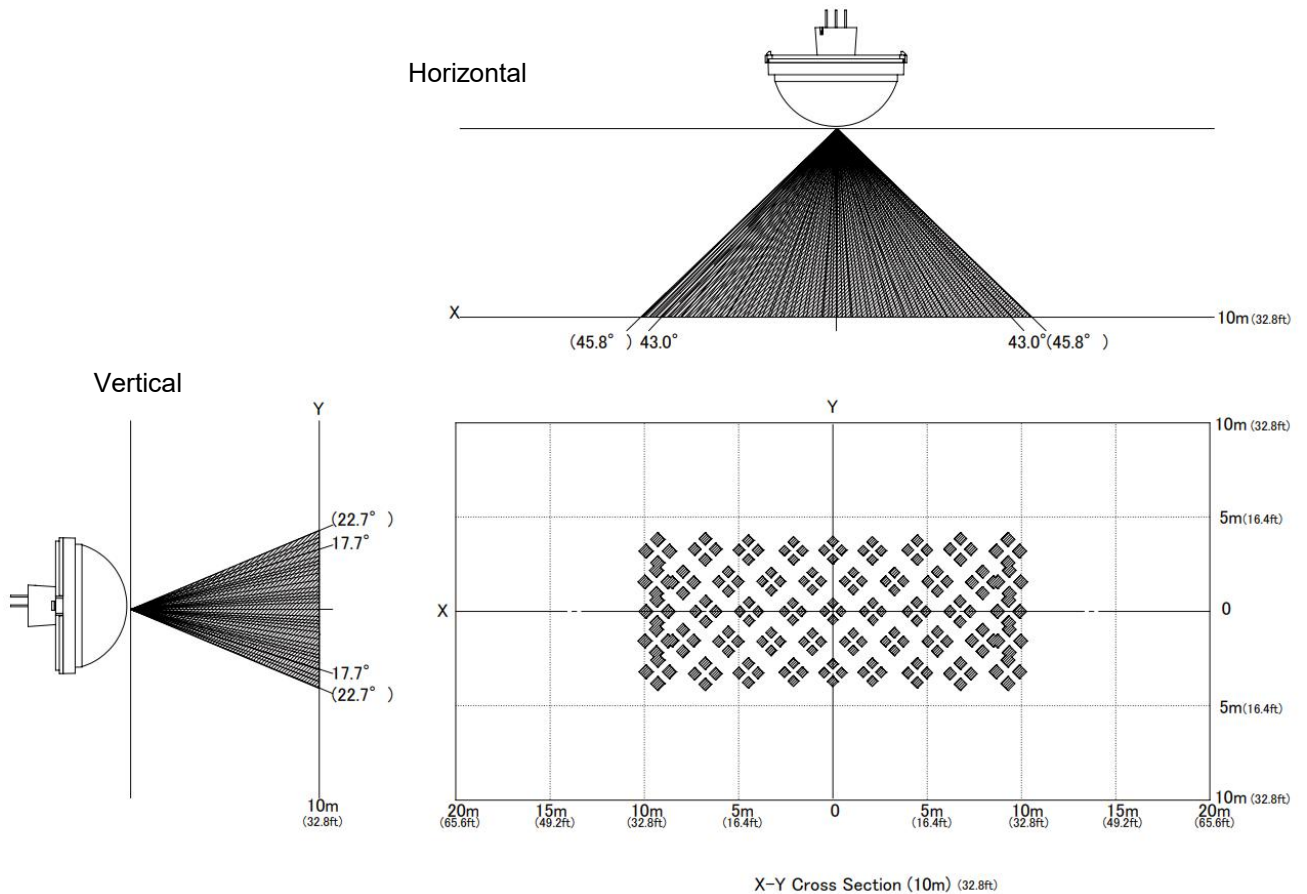 Horizontal
X
10m (32.8ft)
(45.8° ) 43.0°
43.0°(45.8° )
Vertical
Y
(22.7° )
17.7°
17.7°
(22.7° )
10m
(32.8ft)
Y
10m (32.8ft)
5m(16.4ft)
X
0
5m(16.4ft)
10m (32.8ft)
20m 15m 10m 5m 0 5m 10m 15m 20m
(65.6ft) (49.2ft) (32.8ft) (16.4ft) (16.4ft) (32.8ft) (49.2ft) (65.6ft)
X-Y Cross Section (10m) (32.8ft)